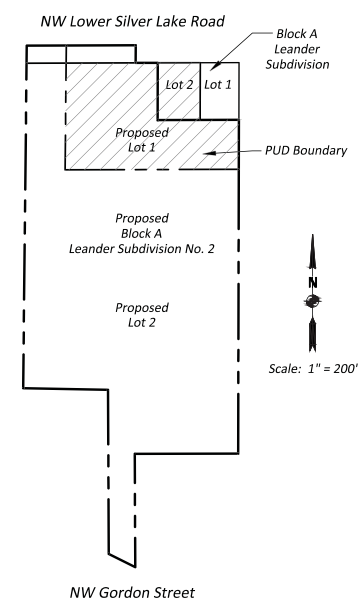 NW Lower Silver Lake Road
Block A
Leander
Subdivision
Lot 2
Lot 1
Proposed
Lot 1
PUD Boundary
Proposed
Block A
Leander Subdivision No. 2
N
Proposed
Lot 2
Scale: 1" = 200'
NW Gordon Street